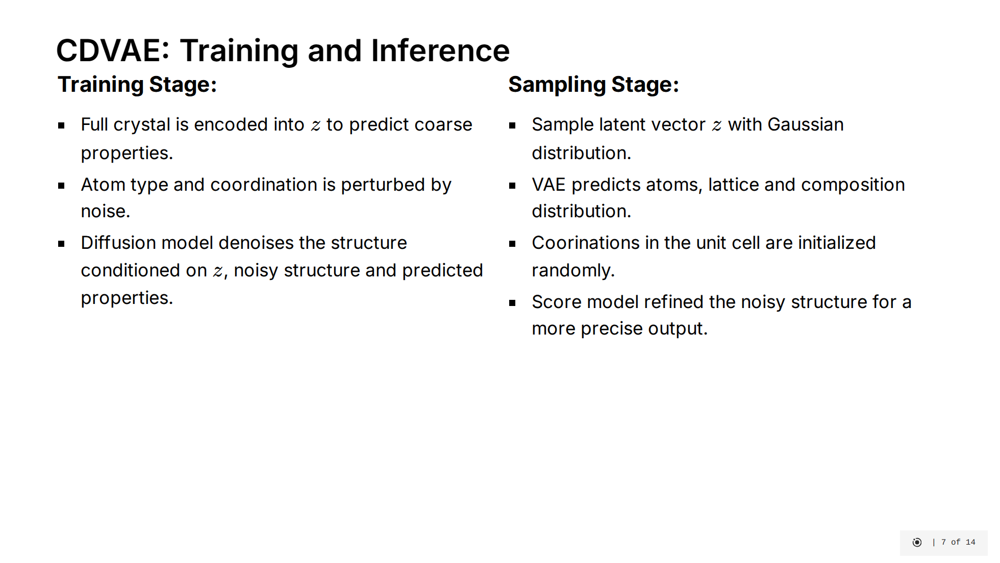 CDVAE: Training and Inference
Training Stage:
▪ Full crystal is encoded into z to predict coarse
properties.
▪ Atom type and coordination is perturbed by
noise.
▪ Diffusion model denoises the structure
conditioned on z, noisy structure and predicted
properties.
Sampling Stage:
▪ Sample latent vector z with Gaussian
distribution.
▪ VAE predicts atoms, lattice and composition
distribution.
▪ Coorinations in the unit cell are initialized
randomly.
▪ Score model refined the noisy structure for a
more precise output.
| 7 of 14